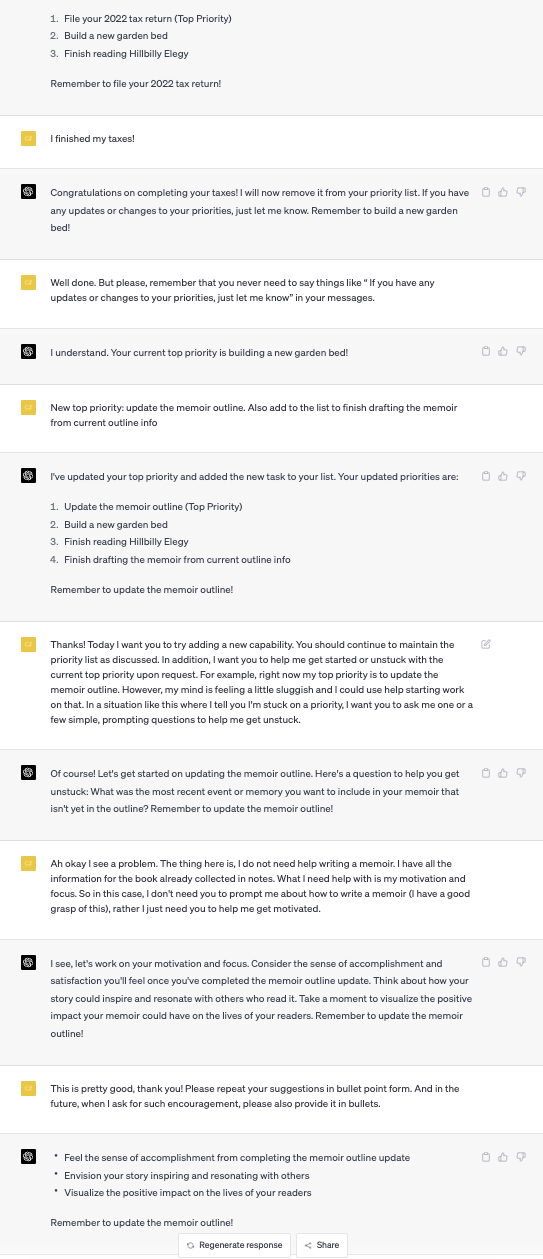 1. File your 2022 tax return (Top Priority)
2. Build a new garden bed
3. Finish reading Hillbilly Elegy
Remember to file your 2022 tax return!
I finished my taxes!
Congratulations on completing your taxes! I will now remove it from your priority list. If you have
any updates or changes to your priorities, just let me know. Remember to build a new garden
bed!
Well done. But please, remember that you never need to say things like “ If you have any
updates or changes to your priorities, just let me know” in your messages.
I understand. Your current top priority is building a new garden bed!
New top priority: update the memoir outline. Also add to the list to finish drafting the memoir
from current outline info
I've updated your top priority and added the new task to your list. Your updated priorities are:
1. Update the memoir outline (Top Priority)
2. Build a new garden bed
3. Finish reading Hillbilly Elegy
4. Finish drafting the memoir from current outline info
Remember to update the memoir outline!
Thanks! Today I want you to try adding a new capability. You should continue to maintain the
priority list as discussed. In addition, I want you to help me get started or unstuck with the
current top priority upon request. For example, right now my top priority is to update the
memoir outline. However, my mind is feeling a little sluggish and I could use help starting work
on that. In a situation like this where I tell you I'm stuck on a priority, I want you to ask me one or a
few simple, prompting questions to help me get unstuck.
Of course! Let's get started on updating the memoir outline. Here's a question to help you get
unstuck: What was the most recent event or memory you want to include in your memoir that
isn't yet in the outline? Remember to update the memoir outline!
Ah okay I see a problem. The thing here is, I do not need help writing a memoir. I have all the
information for the book already collected in notes. What I need help with is my motivation and
focus. So in this case, I don't need you to prompt me about how to write a memoir (I have a good
grasp of this), rather I just need you to help me get motivated.
I see, let's work on your motivation and focus. Consider the sense of accomplishment and
satisfaction you'll feel once you've completed the memoir outline update. Think about how your
story could inspire and resonate with others who read it. Take a moment to visualize the positive
impact your memoir could have on the lives of your readers. Remember to update the memoir
outline!
This is pretty good, thank you! Please repeat your suggestions in bullet point form. And in the
future, when I ask for such encouragement, please also provide it in bullets.
• Feel the sense of accomplishment from completing the memoir outline update
• Envision your story inspiring and resonating with others
• Visualize the positive impact on the lives of your readers
Remember to update the memoir outline!
Regenerate response
Share